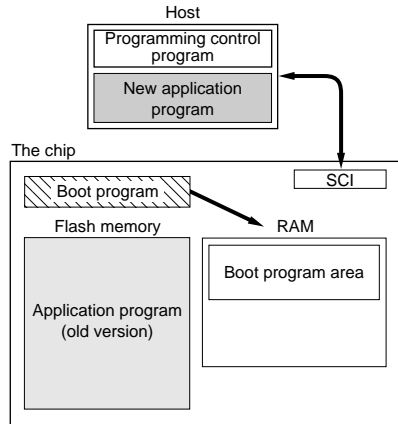 Host
Programming control
program
New application
program
The chip
SCI
Boot program
Flash memory
RAM
Boot program area
Application program
(old version)